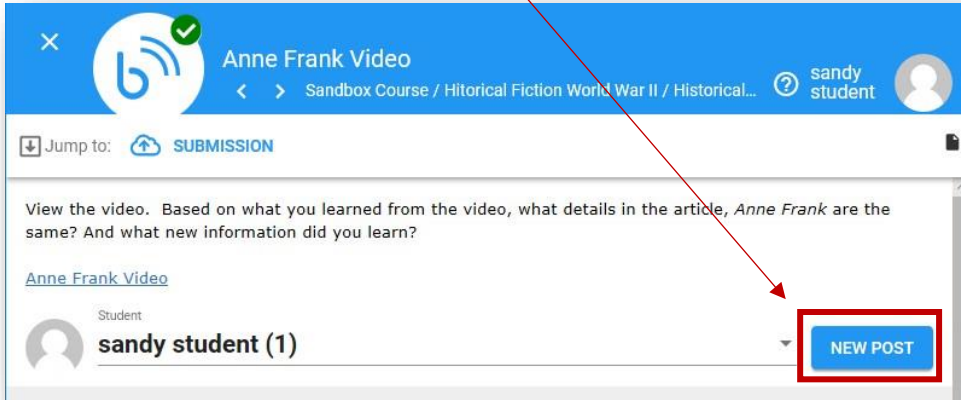 Anne Frank Video
Sandbox Course / Hitorical Fiction World War II / Historical...
sandy
student
Jump to: SUBMISSION
View the video. Based on what you learned from the video, what details in the article, Anne Frank are the
same? And what new information did you learn?
Anne Frank Video
Student
sandy student (1)
NEW POST